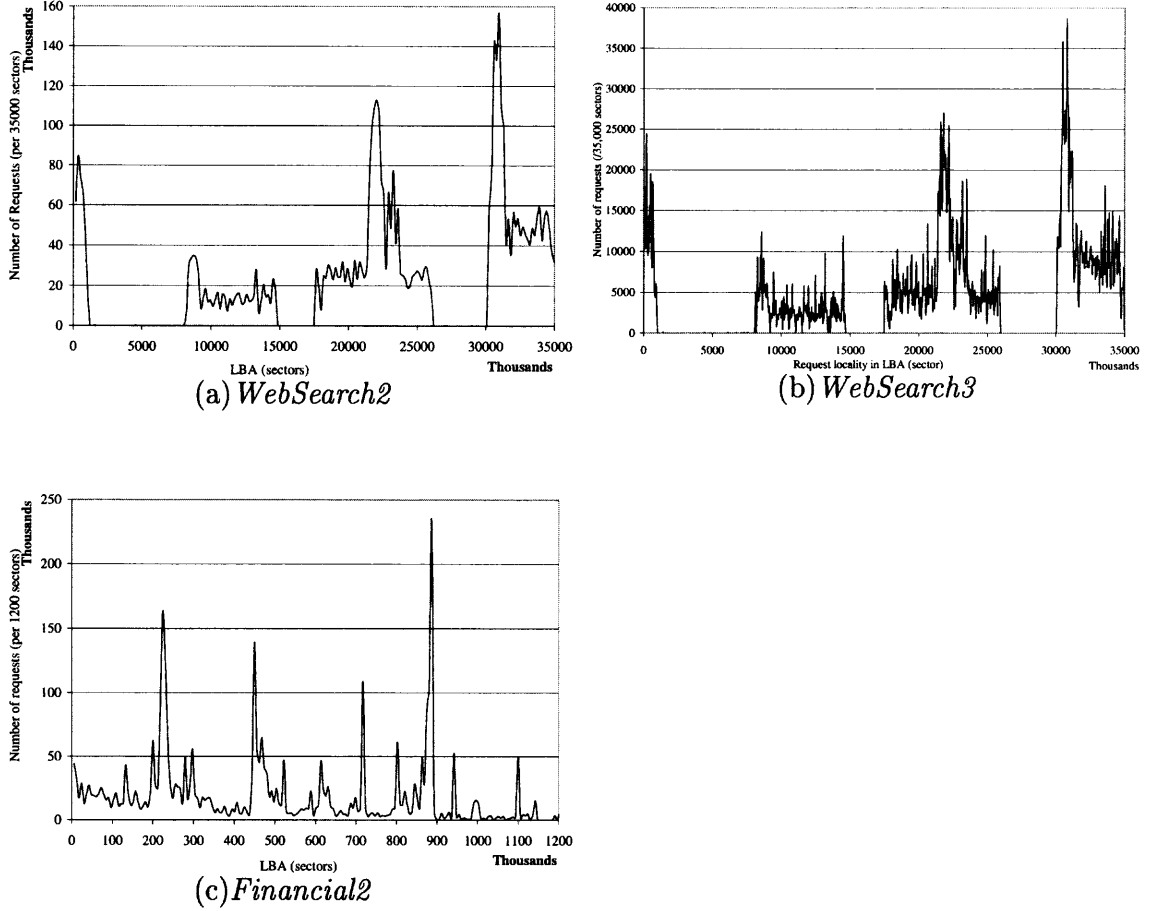 Number of Requests (per 35000 sectors)
Thousands
160
140
120
100
80
60
40
20
0
0 5000 10000 15000 20000 25000 30000 35000
LBA (sectors)
Thousands
(a) WebSearch2
Number of requests (/35,000 sectors)
40000
35000
30000
25000
20000
15000
10000
5000
0
0 5000 10000 15000 20000 25000 30000 35000
Request locality in LBA (sector)
Thousands
(b) WebSearch3
Number of requests (per 1200 sectors)
Thousands
250
200
150
100
50
0
0 100 200 300 400 500 600 700 800 900 1000 1100 1200
LBA (sectors)
Thousands
(c) Financial2